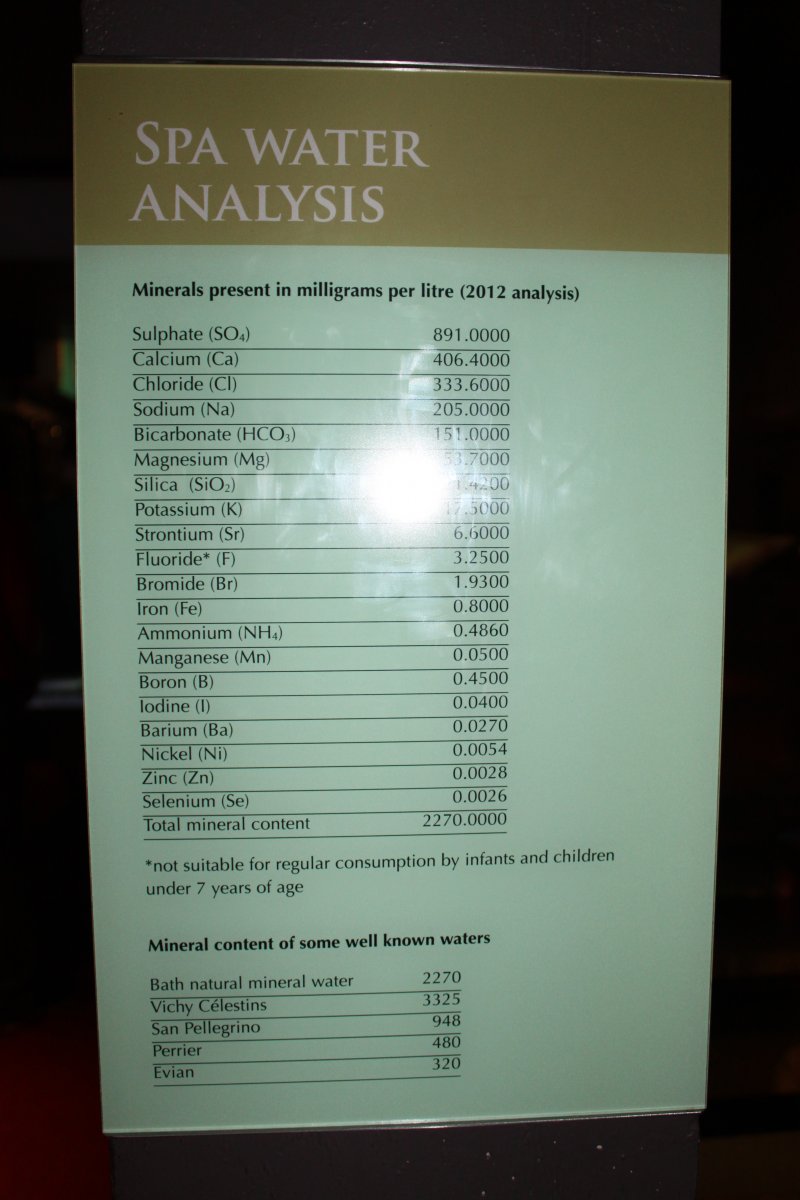 SPA WATER
ANALYSIS
Minerals present in milligrams per litre (2012 analysis)
Sulphate (SO₄) 891.0000
Calcium (Ca) 406.4000
Chloride (Cl) 333.6000
Sodium (Na) 205.0000
Bicarbonate (HCO₃) 151.0000
Magnesium (Mg) 53.7000
Silica (SiO₂)
Potassium (K) 17.5000
Strontium (Sr) 6.6000
Fluoride* (F) 3.2500
Bromide (Br) 1.9300
Iron (Fe) 0.8000
Ammonium (NH₄) 0.4860
Manganese (Mn) 0.0500
Boron (B) 0.4500
Iodine (I) 0.0400
Barium (Ba) 0.0270
Nickel (Ni) 0.0054
Zinc (Zn) 0.0028
Selenium (Se) 0.0026
Total mineral content 2270.0000
*not suitable for regular consumption by infants and children
under 7 years of age
Mineral content of some well known waters
Bath natural mineral water 2270
Vichy Célestins 3325
San Pellegrino 948
Perrier 480
Evian 320